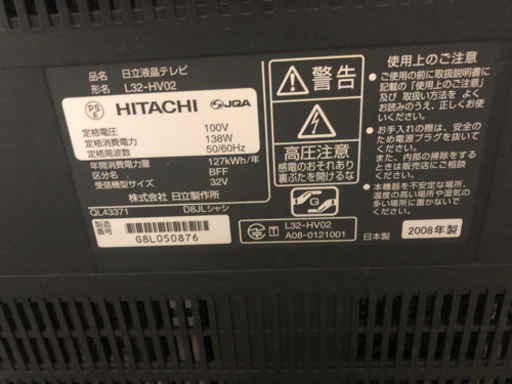 品名 日立液晶テレビ
形名 L32-HV02
PS
E
HITACHI JQA
定格電圧 100V
定格消費電力 138W
定格周波数 50/60Hz
年間消費電力量 127kWh/年
区分名 BFF
受信機型サイズ 32V
株式会社 日立製作所
QL43371 D8JLシャシ
製造番号 G8L050876
警告
高圧注意
感電のおそれあり
裏ぶたを開けるな
G
L32-HV02
A08-0121001
使用上のご注意
●ご使用の前に取扱説明書に
記載の「使用上のご注意」及
び 取扱い方法を よく
お読みのうえ、正しくお使い
ください。
●お手入れの際は、安全のた
め電源プラグを抜いてくだ
さい。
また、内部の掃除をすると
きは販売店にご相談くだ
さい。
●本機器を不安定な場所、
温度の高い場所や湿気の
多い場所に置かないで
ください。
日本製 2008年製